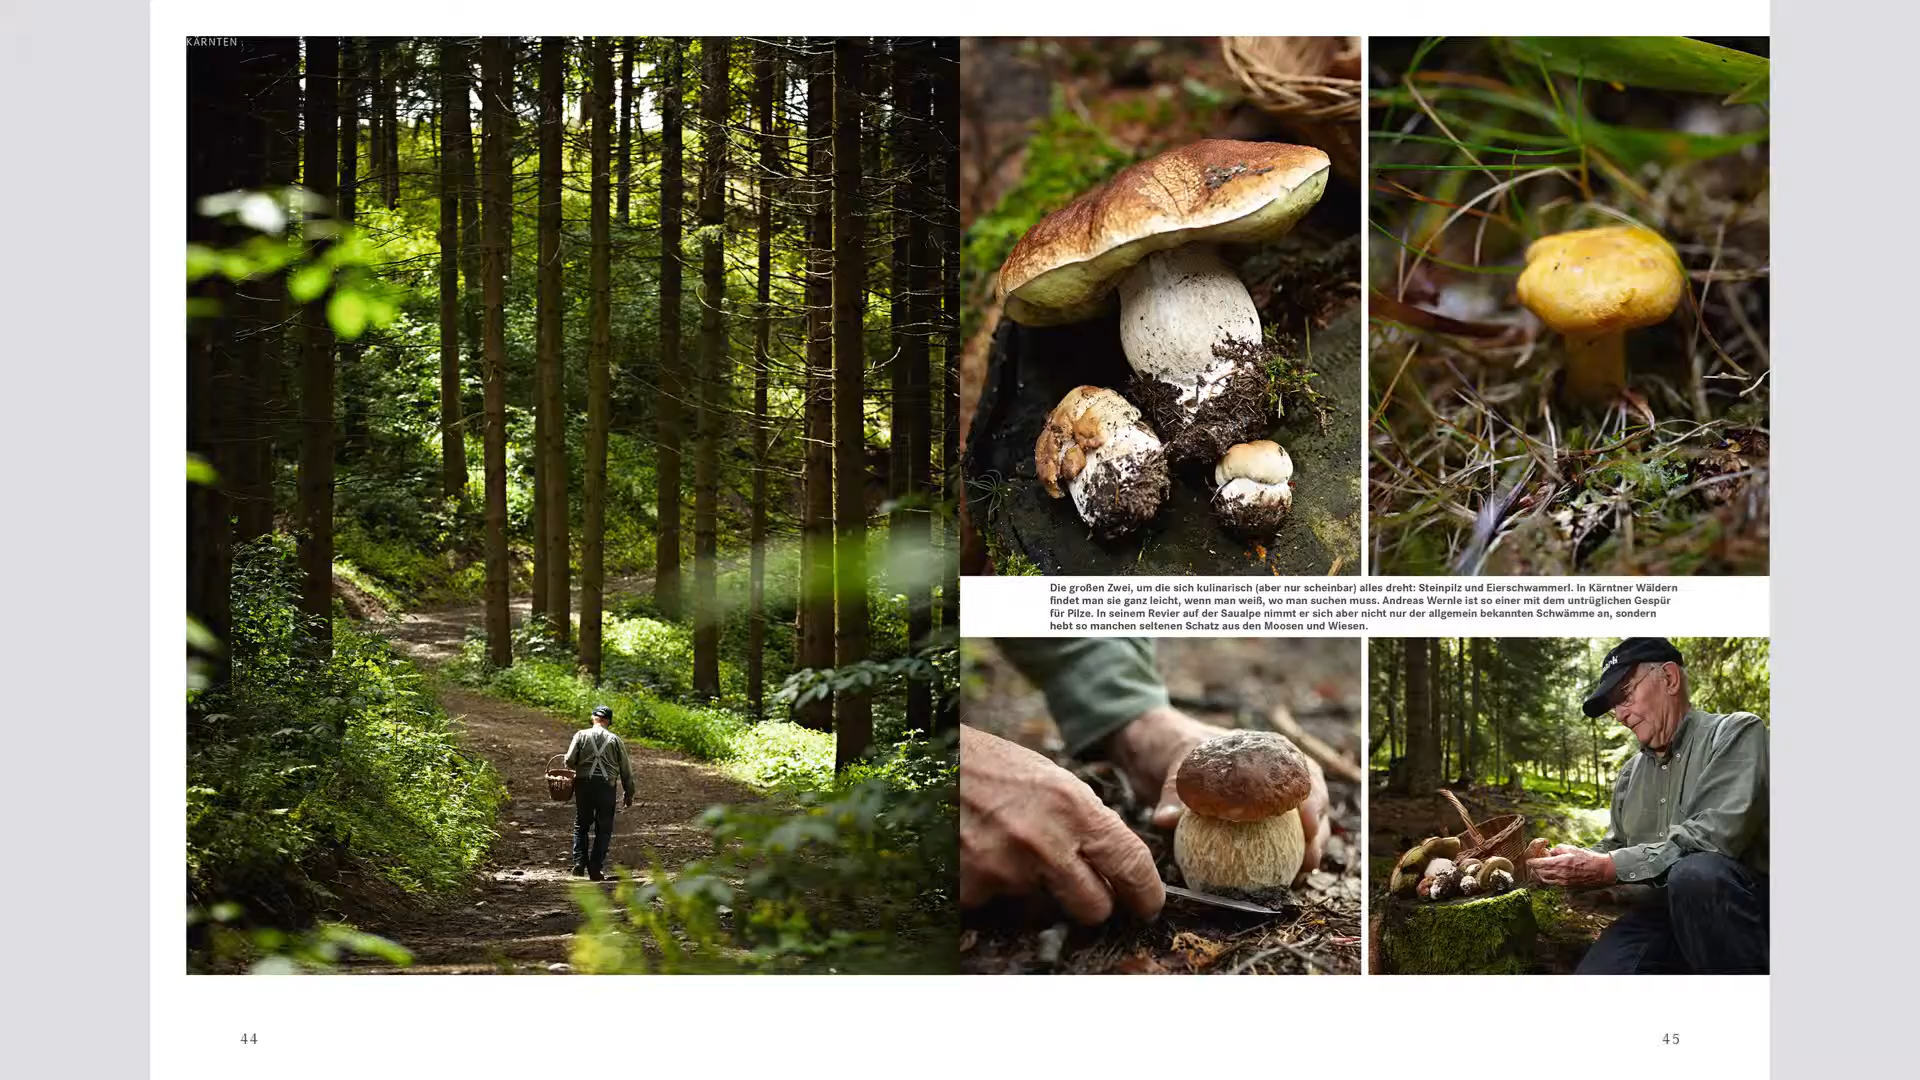 KÄRNTEN
Die großen Zwei, um die sich kulinarisch (aber nur scheinbar) alles dreht: Steinpilz und Eierschwammerl. In Kärntner Wäldern
findet man sie ganz leicht, wenn man weiß, wo man suchen muss. Andreas Wernle ist so einer mit dem untrüglichen Gespür
für Pilze. In seinem Revier auf der Saualpe nimmt er sich aber nicht nur der allgemein bekannten Schwämme an, sondern
hebt so manchen seltenen Schatz aus den Moosen und Wiesen.
44
45